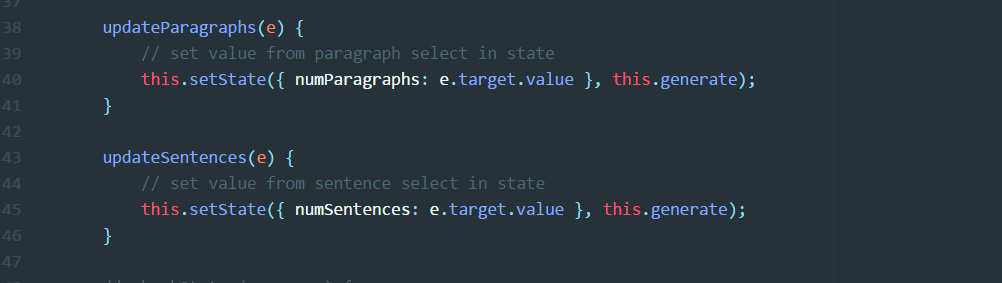 37
38 updateParagraphs(e) {
39 // set value from paragraph select in state
40 this.setState({ numParagraphs: e.target.value }, this.generate);
41 }
42
43 updateSentences(e) {
44 // set value from sentence select in state
45 this.setState({ numSentences: e.target.value }, this.generate);
46 }
47